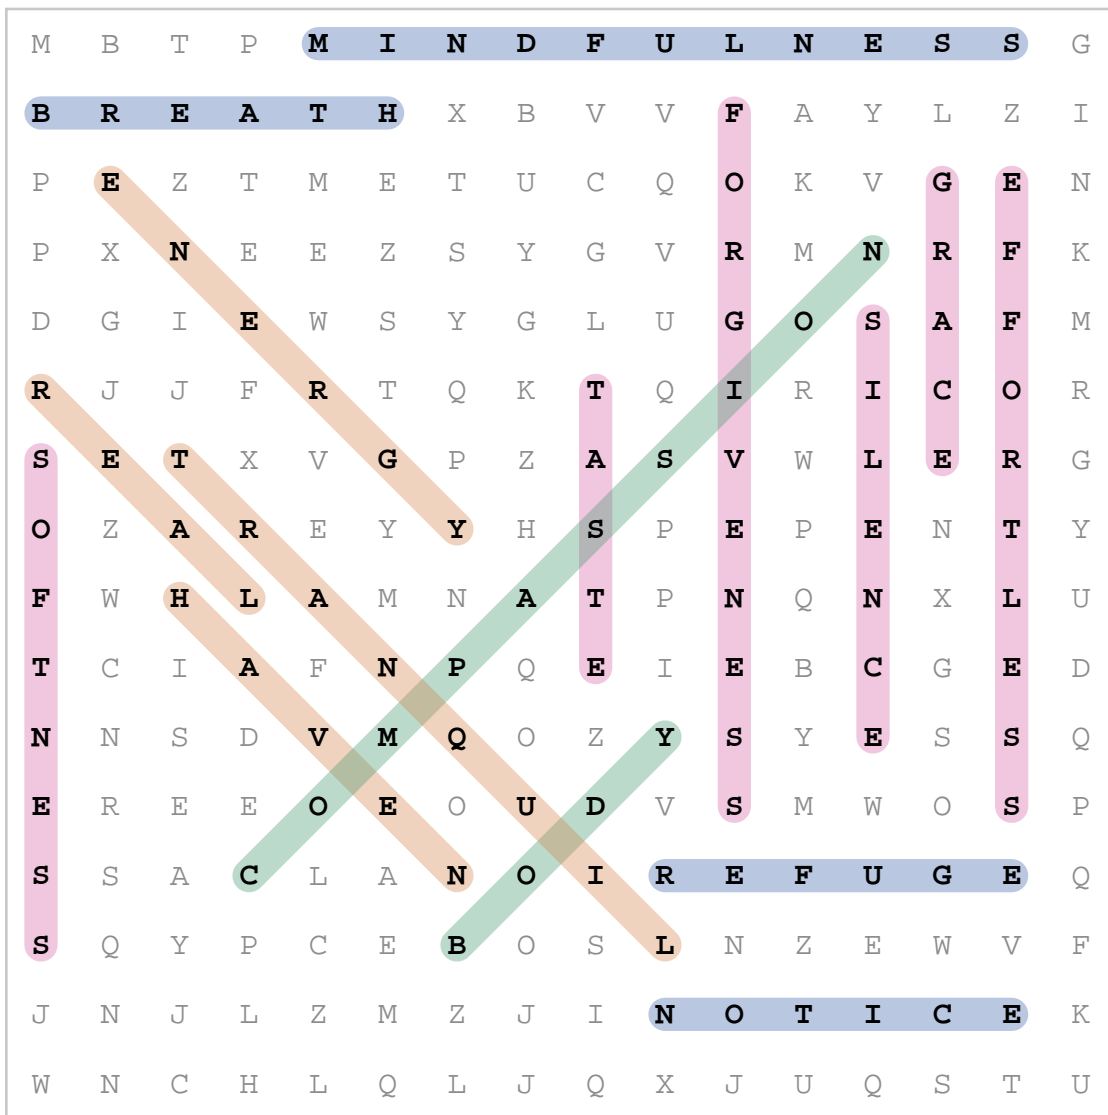 M B T P M I N D F U L N E S S G
B R E A T H X B V V F A Y L Z I
P E Z T M E T U C Q O K V G E N
P X N E E Z S Y G V R M N R F K
D G I E W S Y G L U G O S A F M
R J J F R T Q K T Q I R I C O R
S E T X V G P Z A S V W L E R G
O Z A R E Y Y H S P E P E N T Y
F W H L A M N A T P N Q N X L U
T C I A F N P Q E I E B C G E D
N N S D V M Q O Z Y S Y E S S Q
E R E E O E O U D V S M W O S P
S S A C L A N O I R E F U G E Q
S Q Y P C E B O S L N Z E W V F
J N J L Z M Z J I N O T I C E K
W N C H L Q L J Q X J U Q S T U